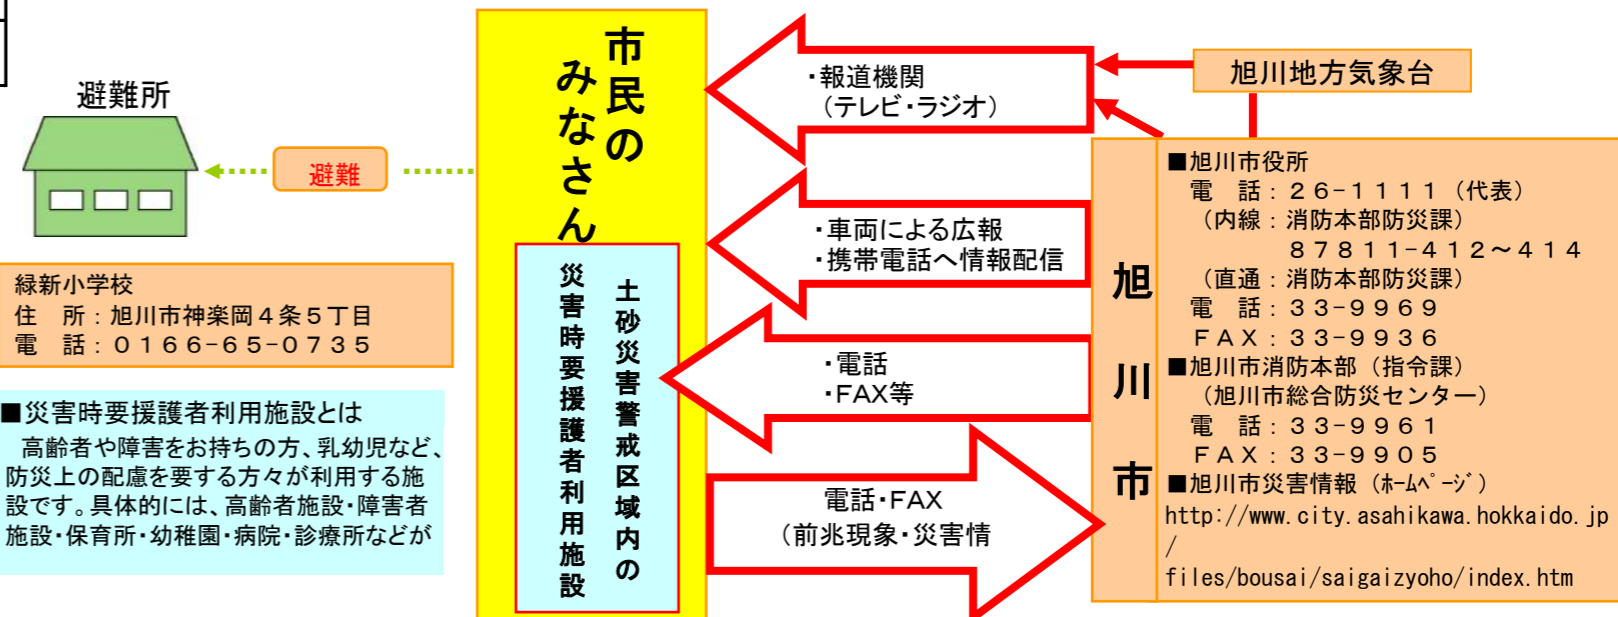 避難所
避難
緑新小学校
住　所：旭川市神楽岡４条５丁目
電　話：０１６６-６５-０７３５
■災害時要援護者利用施設とは
高齢者や障害をお持ちの方、乳幼児など、
防災上の配慮を要する方々が利用する施
設です。具体的には、高齢者施設・障害者
施設・保育所・幼稚園・病院・診療所などが
市民の
みなさん
土砂災害警戒区域内の
災害時要援護者利用施設
・報道機関
（テレビ・ラジオ）
・車両による広報
・携帯電話へ情報配信
・電話
・FAX等
電話・FAX
（前兆現象・災害情
旭川地方気象台
旭川市
■旭川市役所
電　話：２６-１１１１（代表）
（内線：消防本部防災課）
８７８１１-４１２～４１４
（直通：消防本部防災課）
電　話：３３-９９６９
ＦＡＸ：３３-９９３６
■旭川市消防本部（指令課）
（旭川市総合防災センター）
電　話：３３-９９６１
ＦＡＸ：３３-９９０５
■旭川市災害情報（ﾎｰﾑﾍﾟｰｼﾞ）
http://www.city.asahikawa.hokkaido.jp
/
files/bousai/saigaizyoho/index.htm